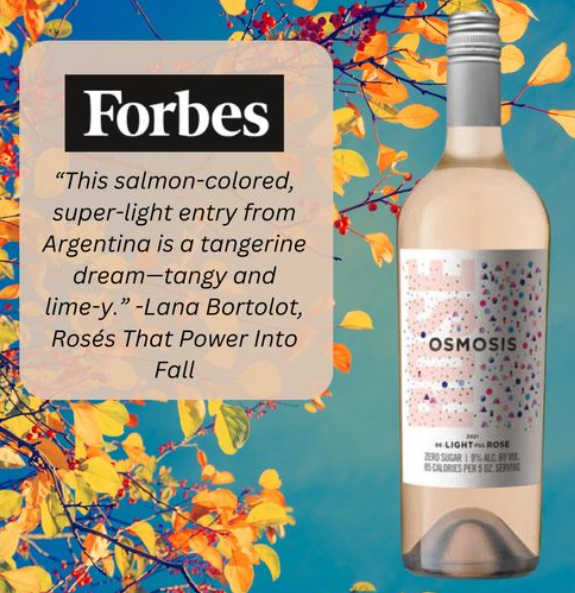 Forbes
“This salmon-colored,
super-light entry from
Argentina is a tangerine
dream—tangy and
lime-y.” -Lana Bortolot,
Rosés That Power Into
Fall
ROSE
OSMOSIS
2021
DE-LIGHT-FUL ROSE
ZERO SUGAR | 9% ALC. BY VOL.
85 CALORIES PER 5 OZ. SERVING